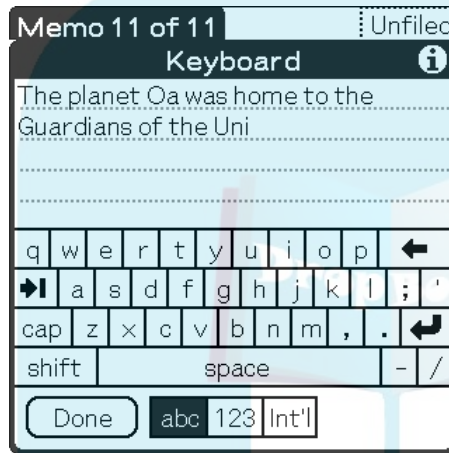 Memo 11 of 11 Unfiled
Keyboard i
The planet Oa was home to the
Guardians of the Uni
q w e r t y u i o p
a s d f g h j k l ; '
cap z x c v b n m , .
shift space - /
Done abc 123 Int'l